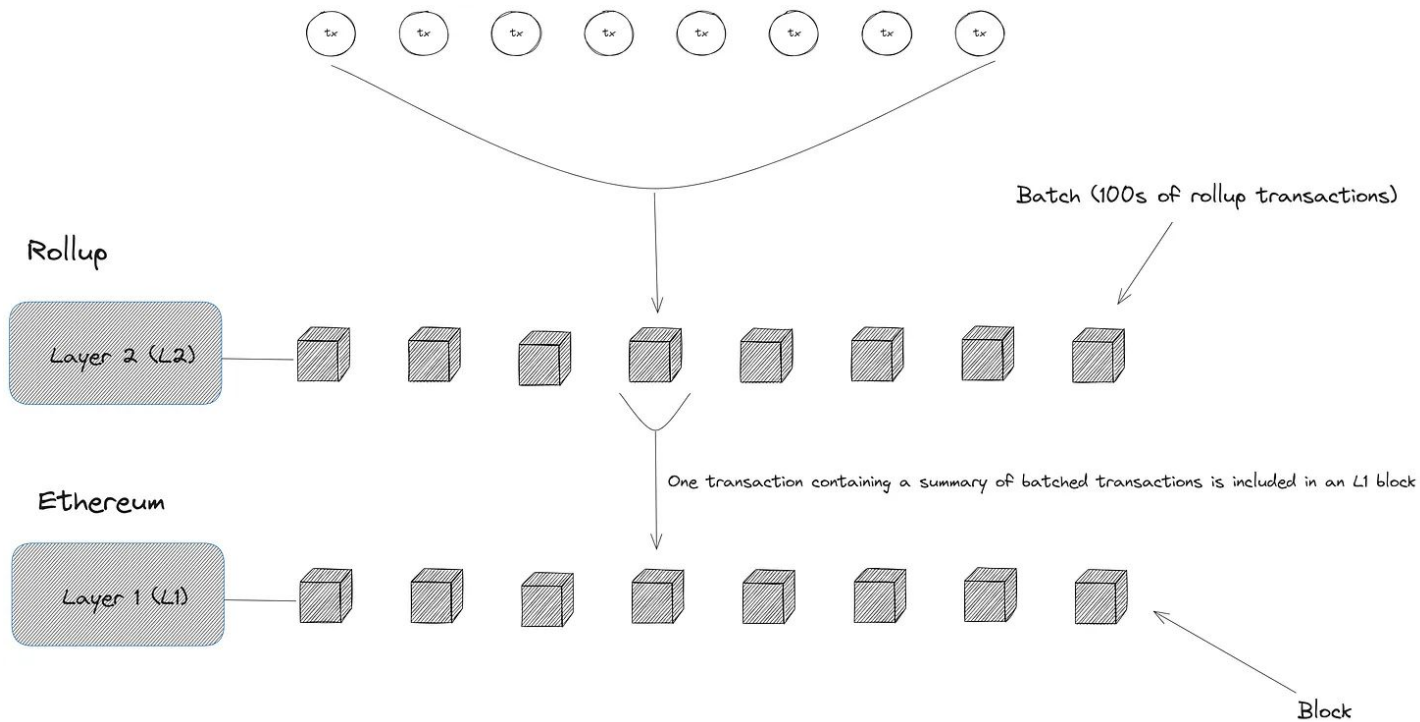 tx
tx
tx
tx
tx
tx
tx
tx
Batch (100s of rollup transactions)
Rollup
Layer 2 (L2)
One transaction containing a summary of batched transactions is included in an L1 block
Ethereum
Layer 1 (L1)
Block